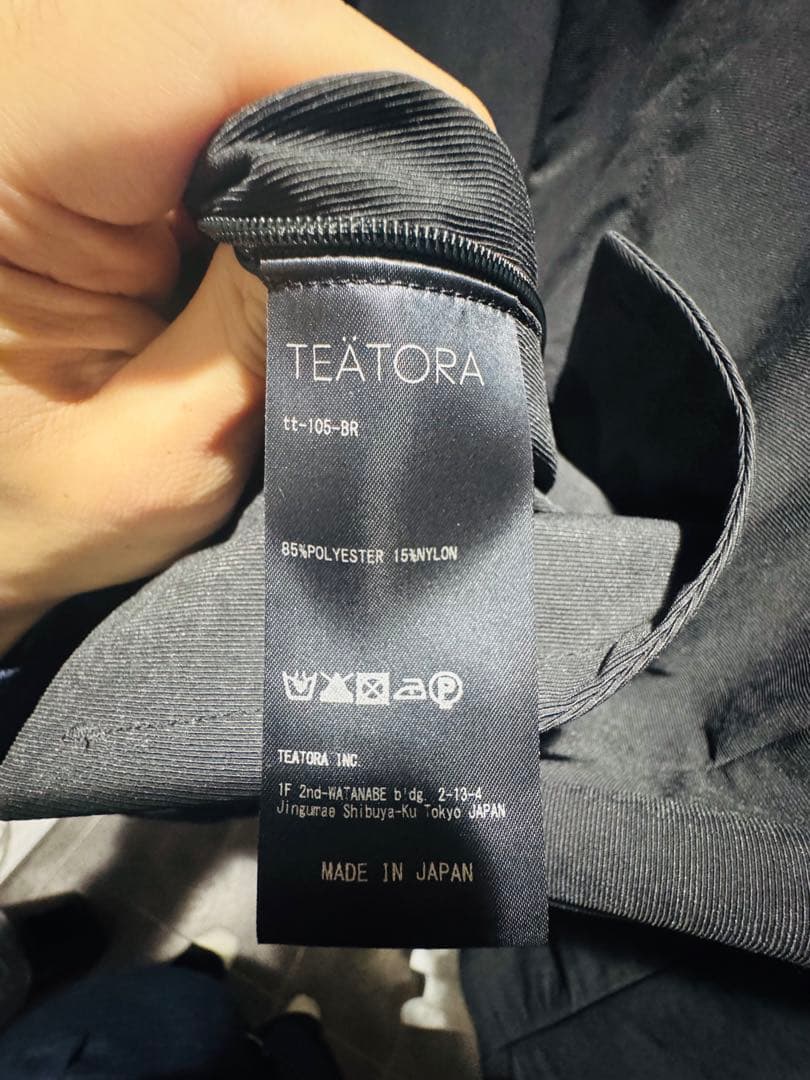 TEÄTORA
tt-105-BR
85%POLYESTER 15%NYLON
P
TEATORA INC.
1F 2nd-WATANABE b'dg. 2-13-4
Jingumae Shibuya-Ku Tokyo JAPAN
MADE IN JAPAN